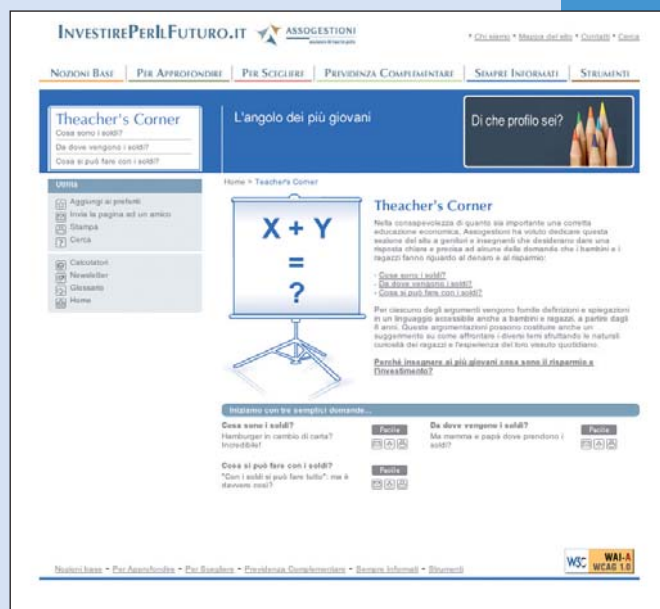 INVESTIREPERILFUTURO.IT ASSOGESTIONI
• Chi siamo • Mappa del sito • Contatti • Cerca
NOZIONI BASE PER APPROFONDIRE PER SCEGLIERE PREVIDENZA COMPLEMENTARE SEMPRE INFORMATI STRUMENTI
Theacher's Corner
Cosa sono i soldi?
Da dove vengono i soldi?
Cosa si può fare con i soldi?
L'angolo dei più giovani
Di che profilo sei?
Utilità
Aggiungi ai preferiti
Invia la pagina ad un amico
Stampa
Cerca
Calcolatori
Newsletter
Glossario
Home
Home > Teacher's Corner
X + Y
=
?
Theacher's Corner
Nella consapevolezza di quanto sia importante una corretta
educazione economica, Assogestioni ha voluto dedicare questa
sezione del sito a genitori e insegnanti che desiderano dare una
risposta chiara e precisa ad alcune delle domande che i bambini e i
ragazzi fanno riguardo al denaro e al risparmio:
- Cosa sono i soldi?
- Da dove vengono i soldi?
- Cosa si può fare con i soldi?
Per ciascuno degli argomenti vengono fornite definizioni e spiegazioni
in un linguaggio accessibile anche a bambini e ragazzi, a partire dagli
8 anni. Queste argomentazioni possono costituire anche un
suggerimento su come affrontare i diversi temi sfruttando le naturali
curiosità dei ragazzi e l'esperienza del loro vissuto quotidiano.
Perché insegnare ai più giovani cosa sono il risparmio e
l'investimento?
Iniziamo con tre semplici domande...
Cosa sono i soldi?
Hamburger in cambio di carta?
Incredibile!
Facile
Da dove vengono i soldi?
Ma mamma e papà dove prendono i
soldi?
Facile
Cosa si può fare con i soldi?
"Con i soldi si può fare tutto": ma è
davvero così?
Facile
Nozioni base • Per Approfondire • Per Scegliere • Previdenza Complementare • Sempre Informati • Strumenti
W3C WAI-A
WCAG 1.0